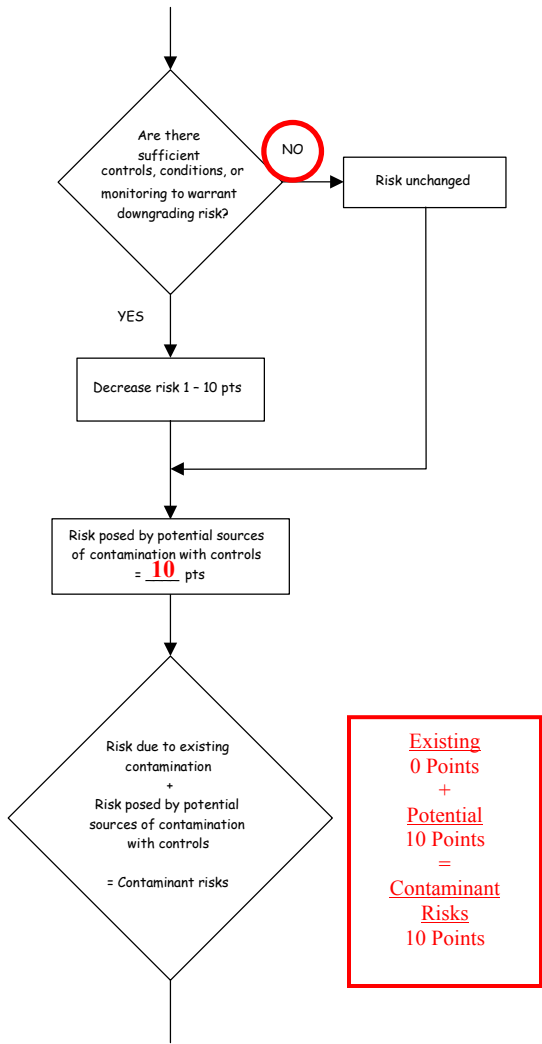 Are there
sufficient
controls, conditions, or
monitoring to warrant
downgrading risk?
NO
Risk unchanged
YES
Decrease risk 1 – 10 pts
Risk posed by potential sources
of contamination with controls
= 10 pts
Risk due to existing
contamination
+
Risk posed by potential
sources of contamination
with controls
= Contaminant risks
Existing
0 Points
+
Potential
10 Points
=
Contaminant
Risks
10 Points